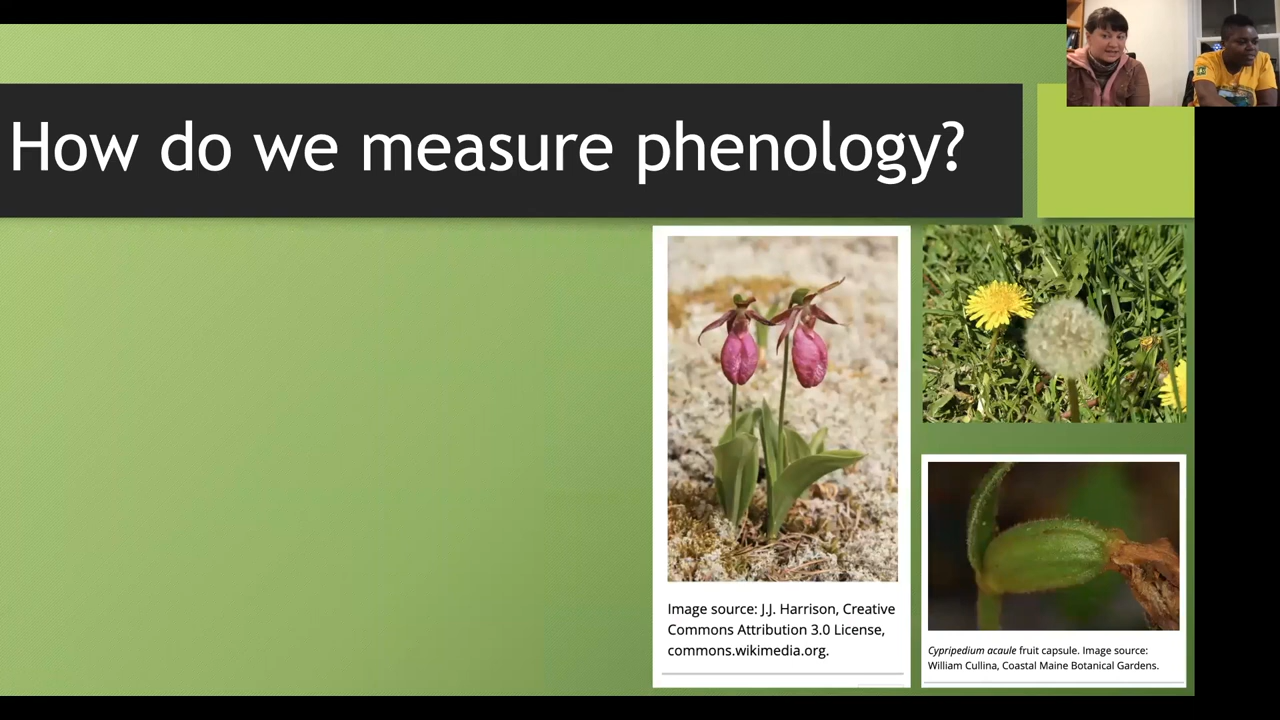 How do we measure phenology?
Image source: J.J. Harrison, Creative
Commons Attribution 3.0 License,
commons.wikimedia.org.
Cypripedium acaule fruit capsule. Image source:
William Cullina, Coastal Maine Botanical Gardens.